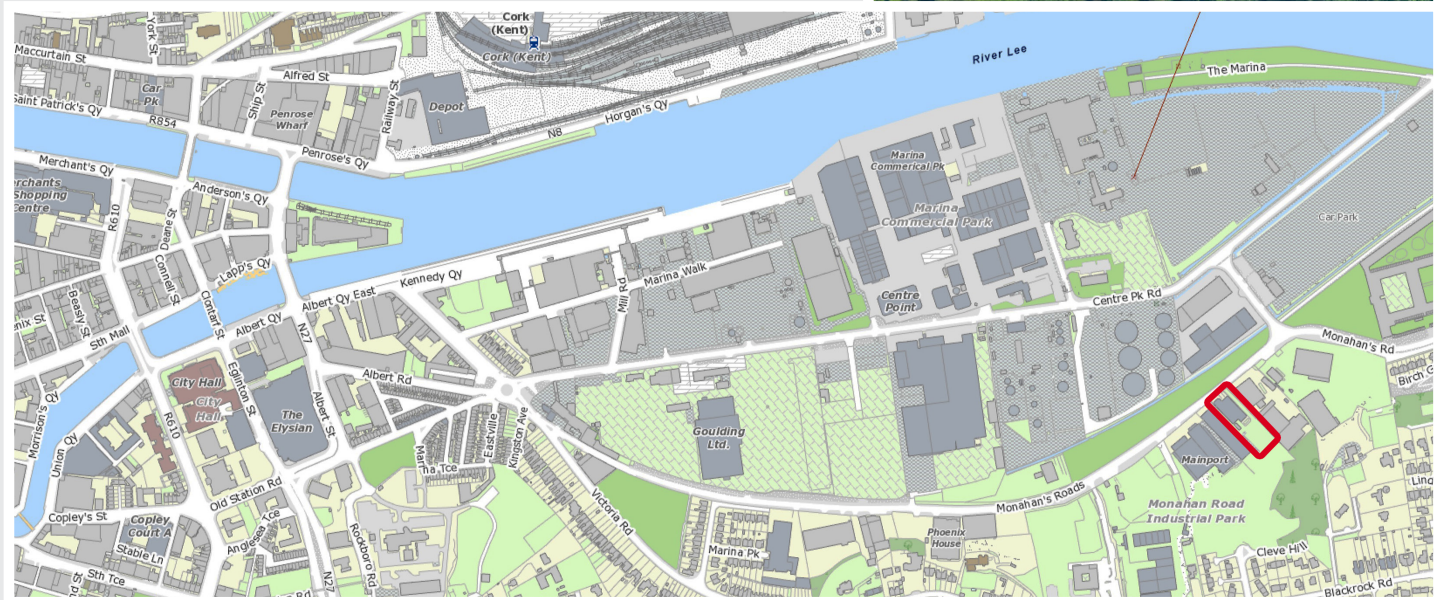 Cork
(Kent)
Cork (Kent)
York St
Maccurtain St
Alfred St
Railway St
Car
Pk
Ship St
Depot
River Lee
The Marina
Saint Patrick's Qy
R854
Penrose
Wharf
N8
Horgan's Qy
Penrose's Qy
Merchant's Qy
Anderson's Qy
Shopping
Centre
R610
Deane St
Marina
Commerical Pk
Marina
Commercial Park
Car Park
Connell St
Lapp's Qy
Kennedy Qy
Mill Rd
Marina Walk
Beasly St
Clontarf St
Albert Qy East
Centre
Point
Centre Pk Rd
Sth Mall
Albert Qy
N27
Monahan's Rd
Morrison's Qy
City Hall
City
Hall
Eglinton St
Albert Rd
Albert St
The
Elysian
Union Qy
R610
Eastville
Kingston Ave
Goulding
Ltd.
Mainport
Old Station Rd
Victoria Rd
Monahan's Roads
Monahan Road
Industrial Park
Copley's St
Copley
Court A
Anglesea Tce
Rockboro Rd
Phoenix
House
Stable Ln
Marina Pk
Cleve Hill
Sth Tce
N27
Blackrock Rd